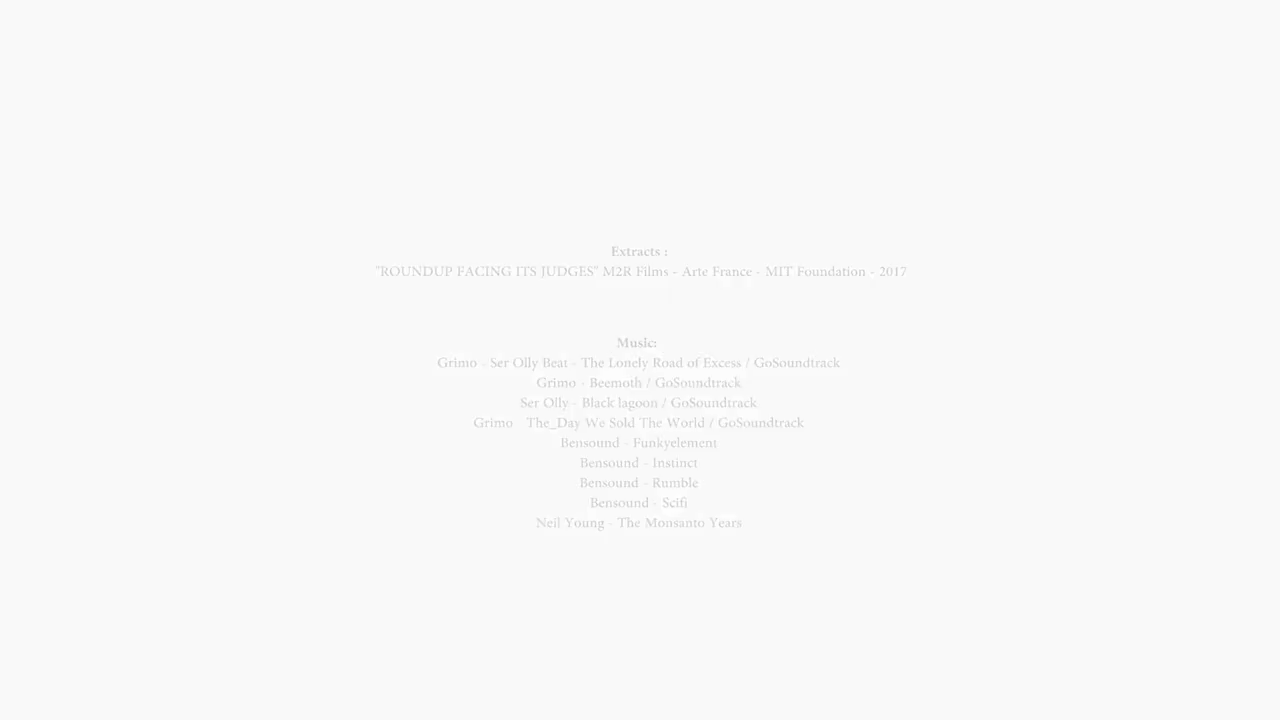 Extracts :
"ROUNDUP FACING ITS JUDGES" M2R Films - Arte France - MIT Foundation - 2017
Music:
Grimo - Ser Olly Beat - The Lonely Road of Excess / GoSoundtrack
Grimo - Beemoth / GoSoundtrack
Ser Olly - Black lagoon / GoSoundtrack
Grimo - The_Day We Sold The World / GoSoundtrack
Bensound - Funkyelement
Bensound - Instinct
Bensound - Rumble
Bensound - Scifi
Neil Young - The Monsanto Years